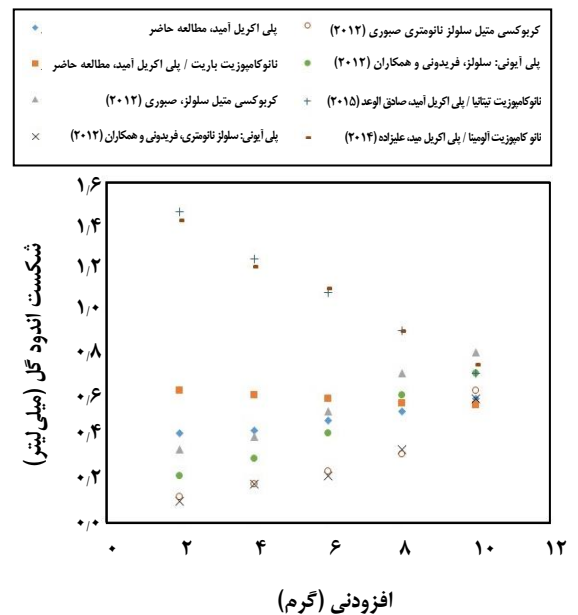 پلی اکریل آمید، مطالعه حاضر
نانوکامپوزیت باریت / پلی اکریل آمید، مطالعه حاضر
کربوکسی متیل سلولز، صبوری (۲۰۱۲)
پلی آیونی: سلولز نانومتری، فریدونی و همکاران (۲۰۱۲)
کربوکسی متیل سلولز نانومتری صبوری (۲۰۱۲)
پلی آیونی: سلولز، فریدونی و همکاران (۲۰۱۲)
نانوکامپوزیت تیتانیا / پلی اکریل آمید، صادق الوعد (۲۰۱۵)
نانو کامپوزیت آلومینا / پلی اکریل مید، علیزاده (۲۰۱۴)
شکست اندود گل (میلی‌لیتر)
۱٫۶
۱٫۴
۱٫۲
۱٫۰
۰٫۸
۰٫۶
۰٫۴
۰٫۲
۰٫۰
۰ ۲ ۴ ۶ ۸ ۱۰ ۱۲
افزودنی (گرم)